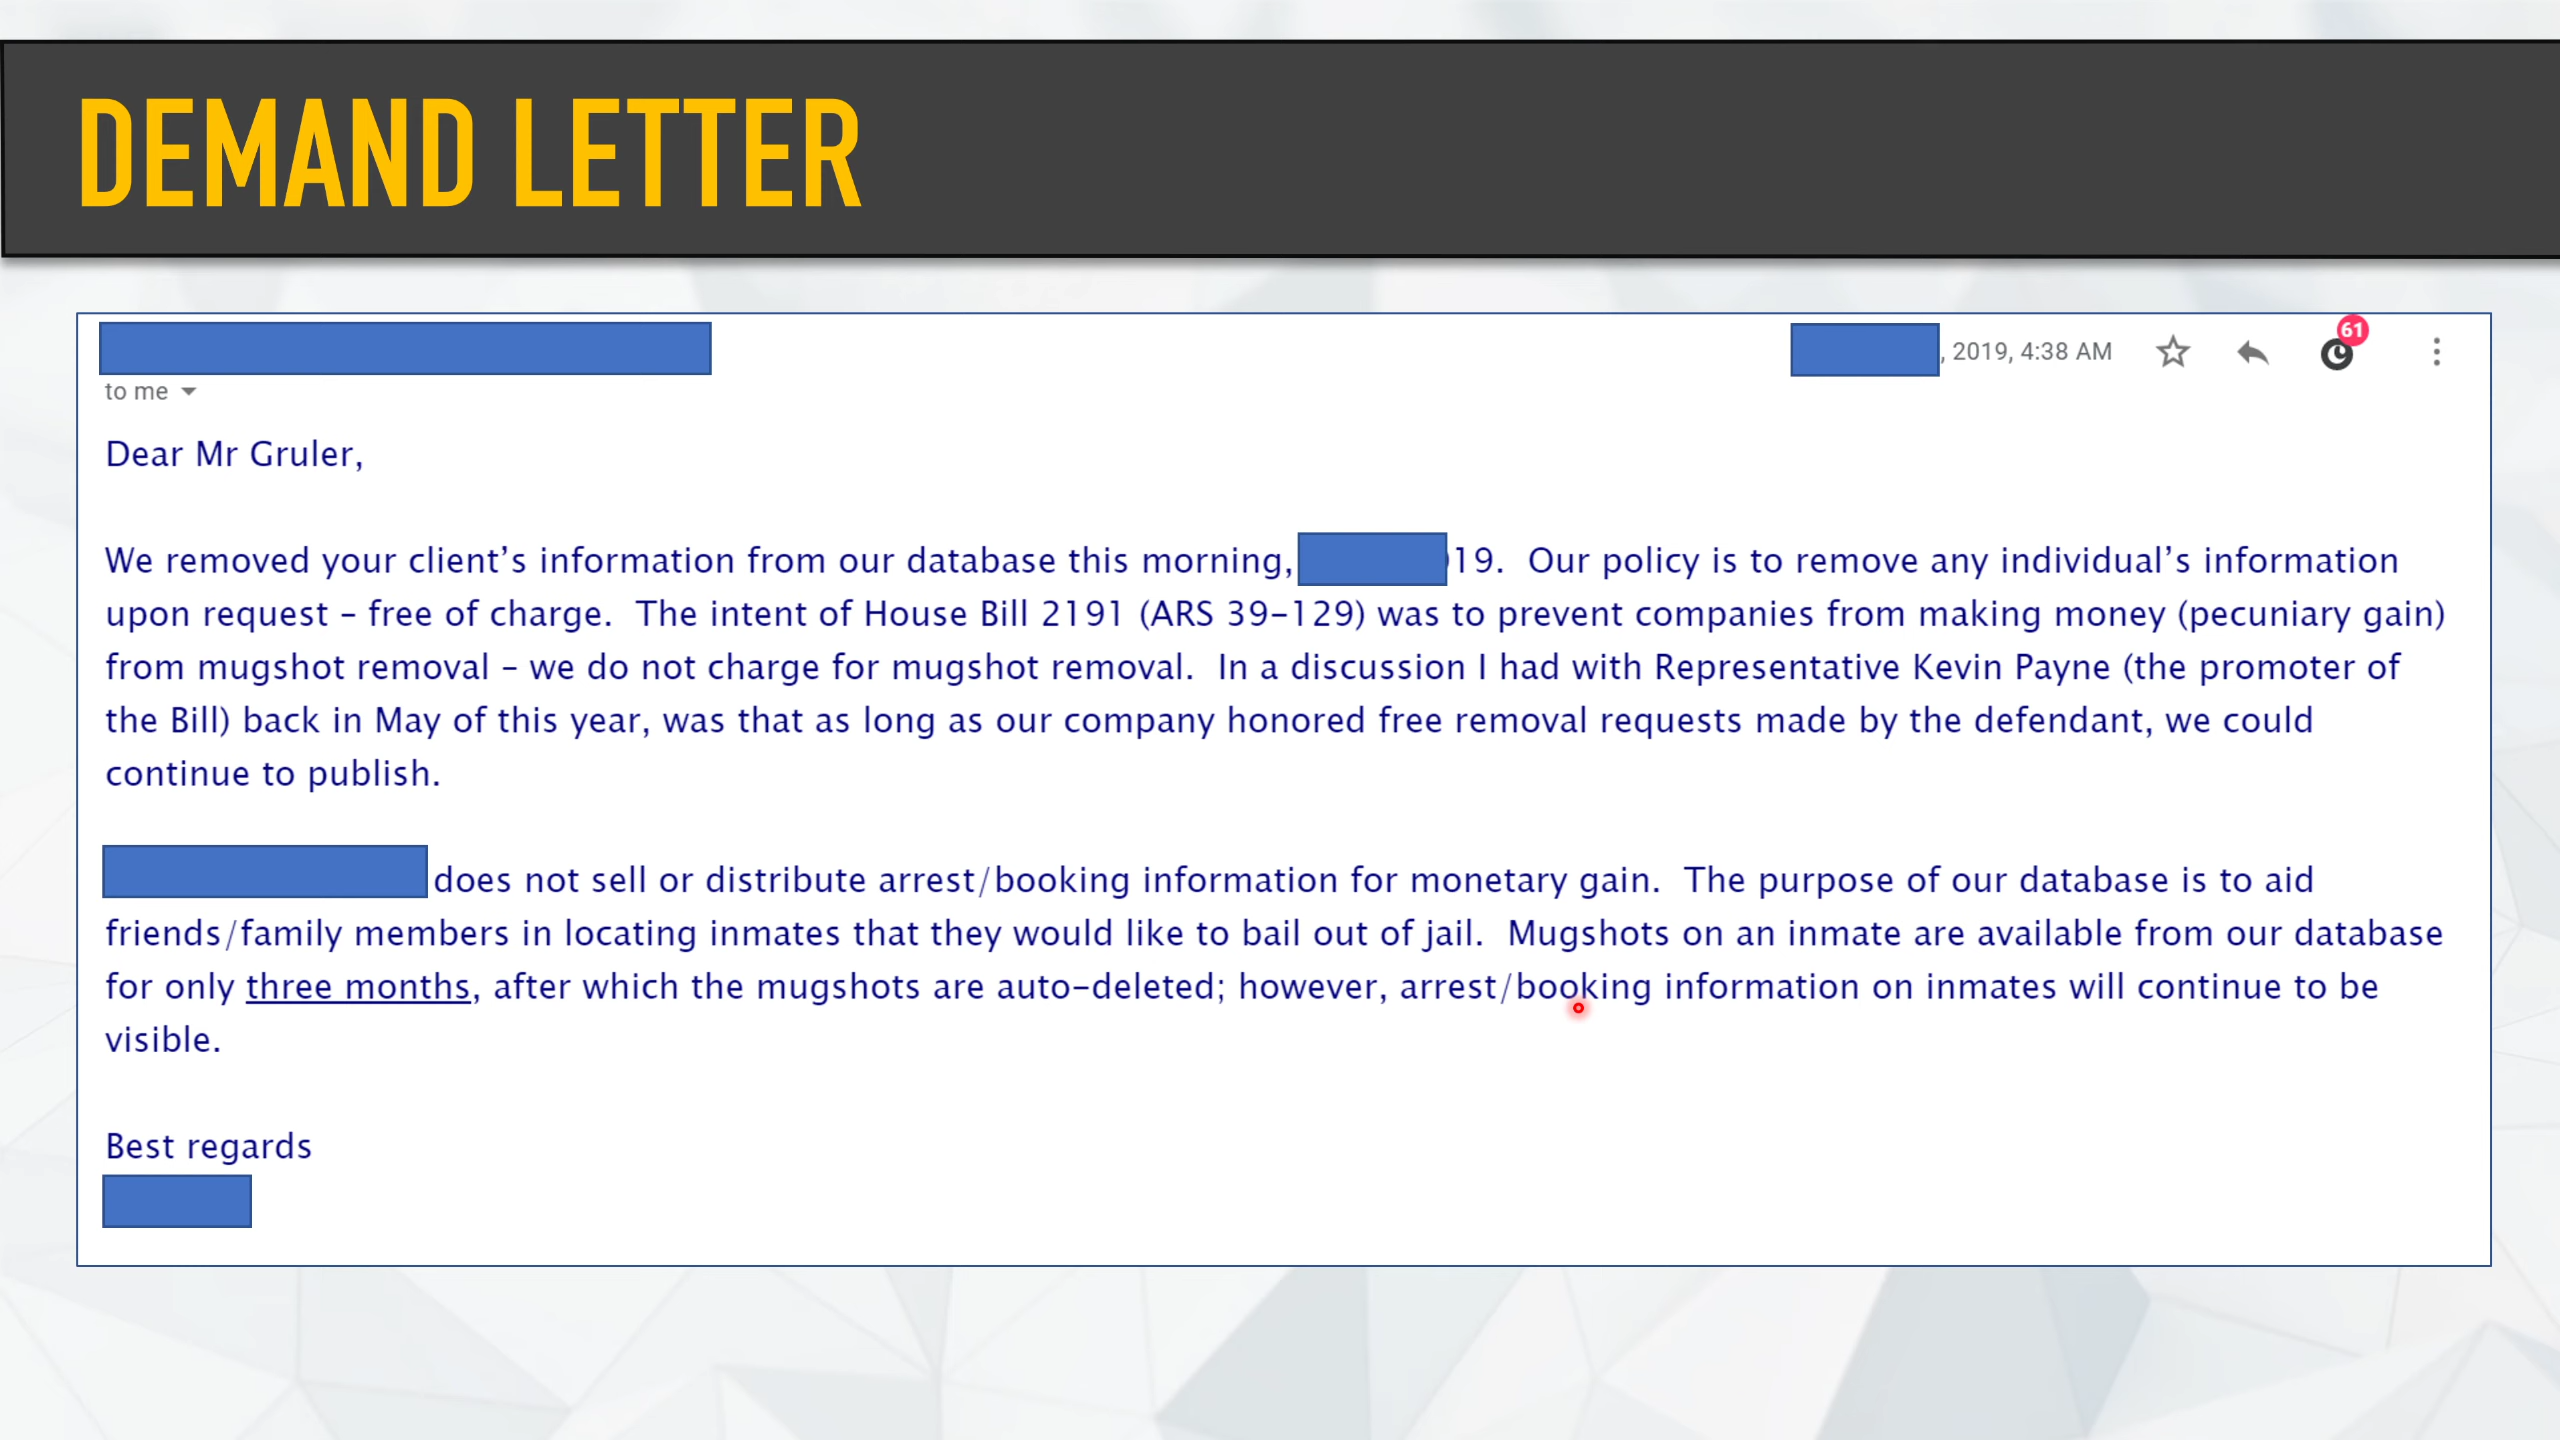 DEMAND LETTER
, 2019, 4:38 AM
61
to me
Dear Mr Gruler,
We removed your client’s information from our database this morning, 19.  Our policy is to remove any individual’s information
upon request – free of charge.  The intent of House Bill 2191 (ARS 39–129) was to prevent companies from making money (pecuniary gain)
from mugshot removal – we do not charge for mugshot removal.  In a discussion I had with Representative Kevin Payne (the promoter of
the Bill) back in May of this year, was that as long as our company honored free removal requests made by the defendant, we could
continue to publish.
does not sell or distribute arrest/booking information for monetary gain.  The purpose of our database is to aid
friends/family members in locating inmates that they would like to bail out of jail.  Mugshots on an inmate are available from our database
for only three months, after which the mugshots are auto–deleted; however, arrest/booking information on inmates will continue to be
visible.
Best regards